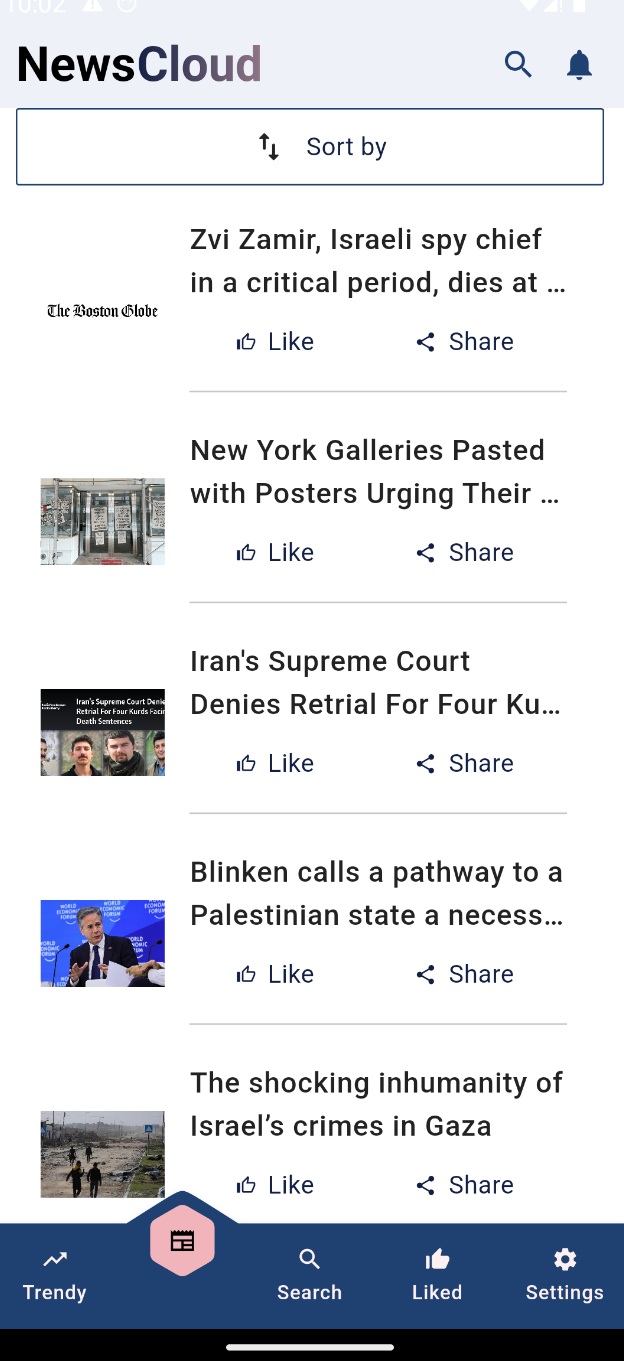 10:02
NewsCloud
Sort by
Zvi Zamir, Israeli spy chief
in a critical period, dies at …
The Boston Globe
Like
Share
New York Galleries Pasted
with Posters Urging Their …
Like
Share
Iran's Supreme Court
Denies Retrial For Four Ku…
Iran's Supreme Court Denie
Retrial For Four Kurds Facin
Death Sentences
Like
Share
Blinken calls a pathway to a
Palestinian state a necess…
WORLD
ECONOMIC
FORUM
Like
Share
The shocking inhumanity of
Israel’s crimes in Gaza
Like
Share
Trendy
Search
Liked
Settings